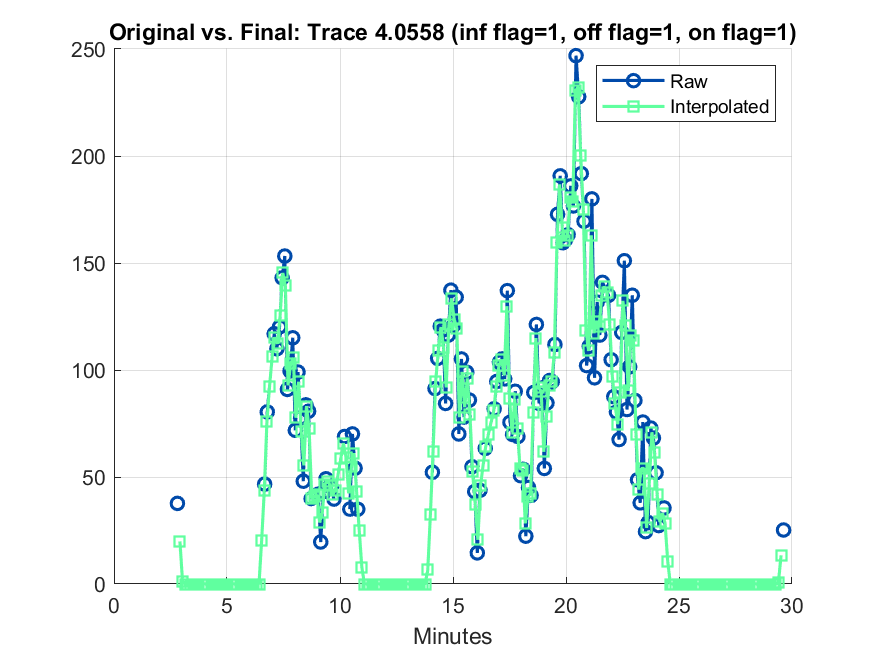 Original vs. Final: Trace 4.0558 (inf flag=1, off flag=1, on flag=1)
250
200
150
100
50
0
Raw
Interpolated
0 5 10 15 20 25 30
Minutes